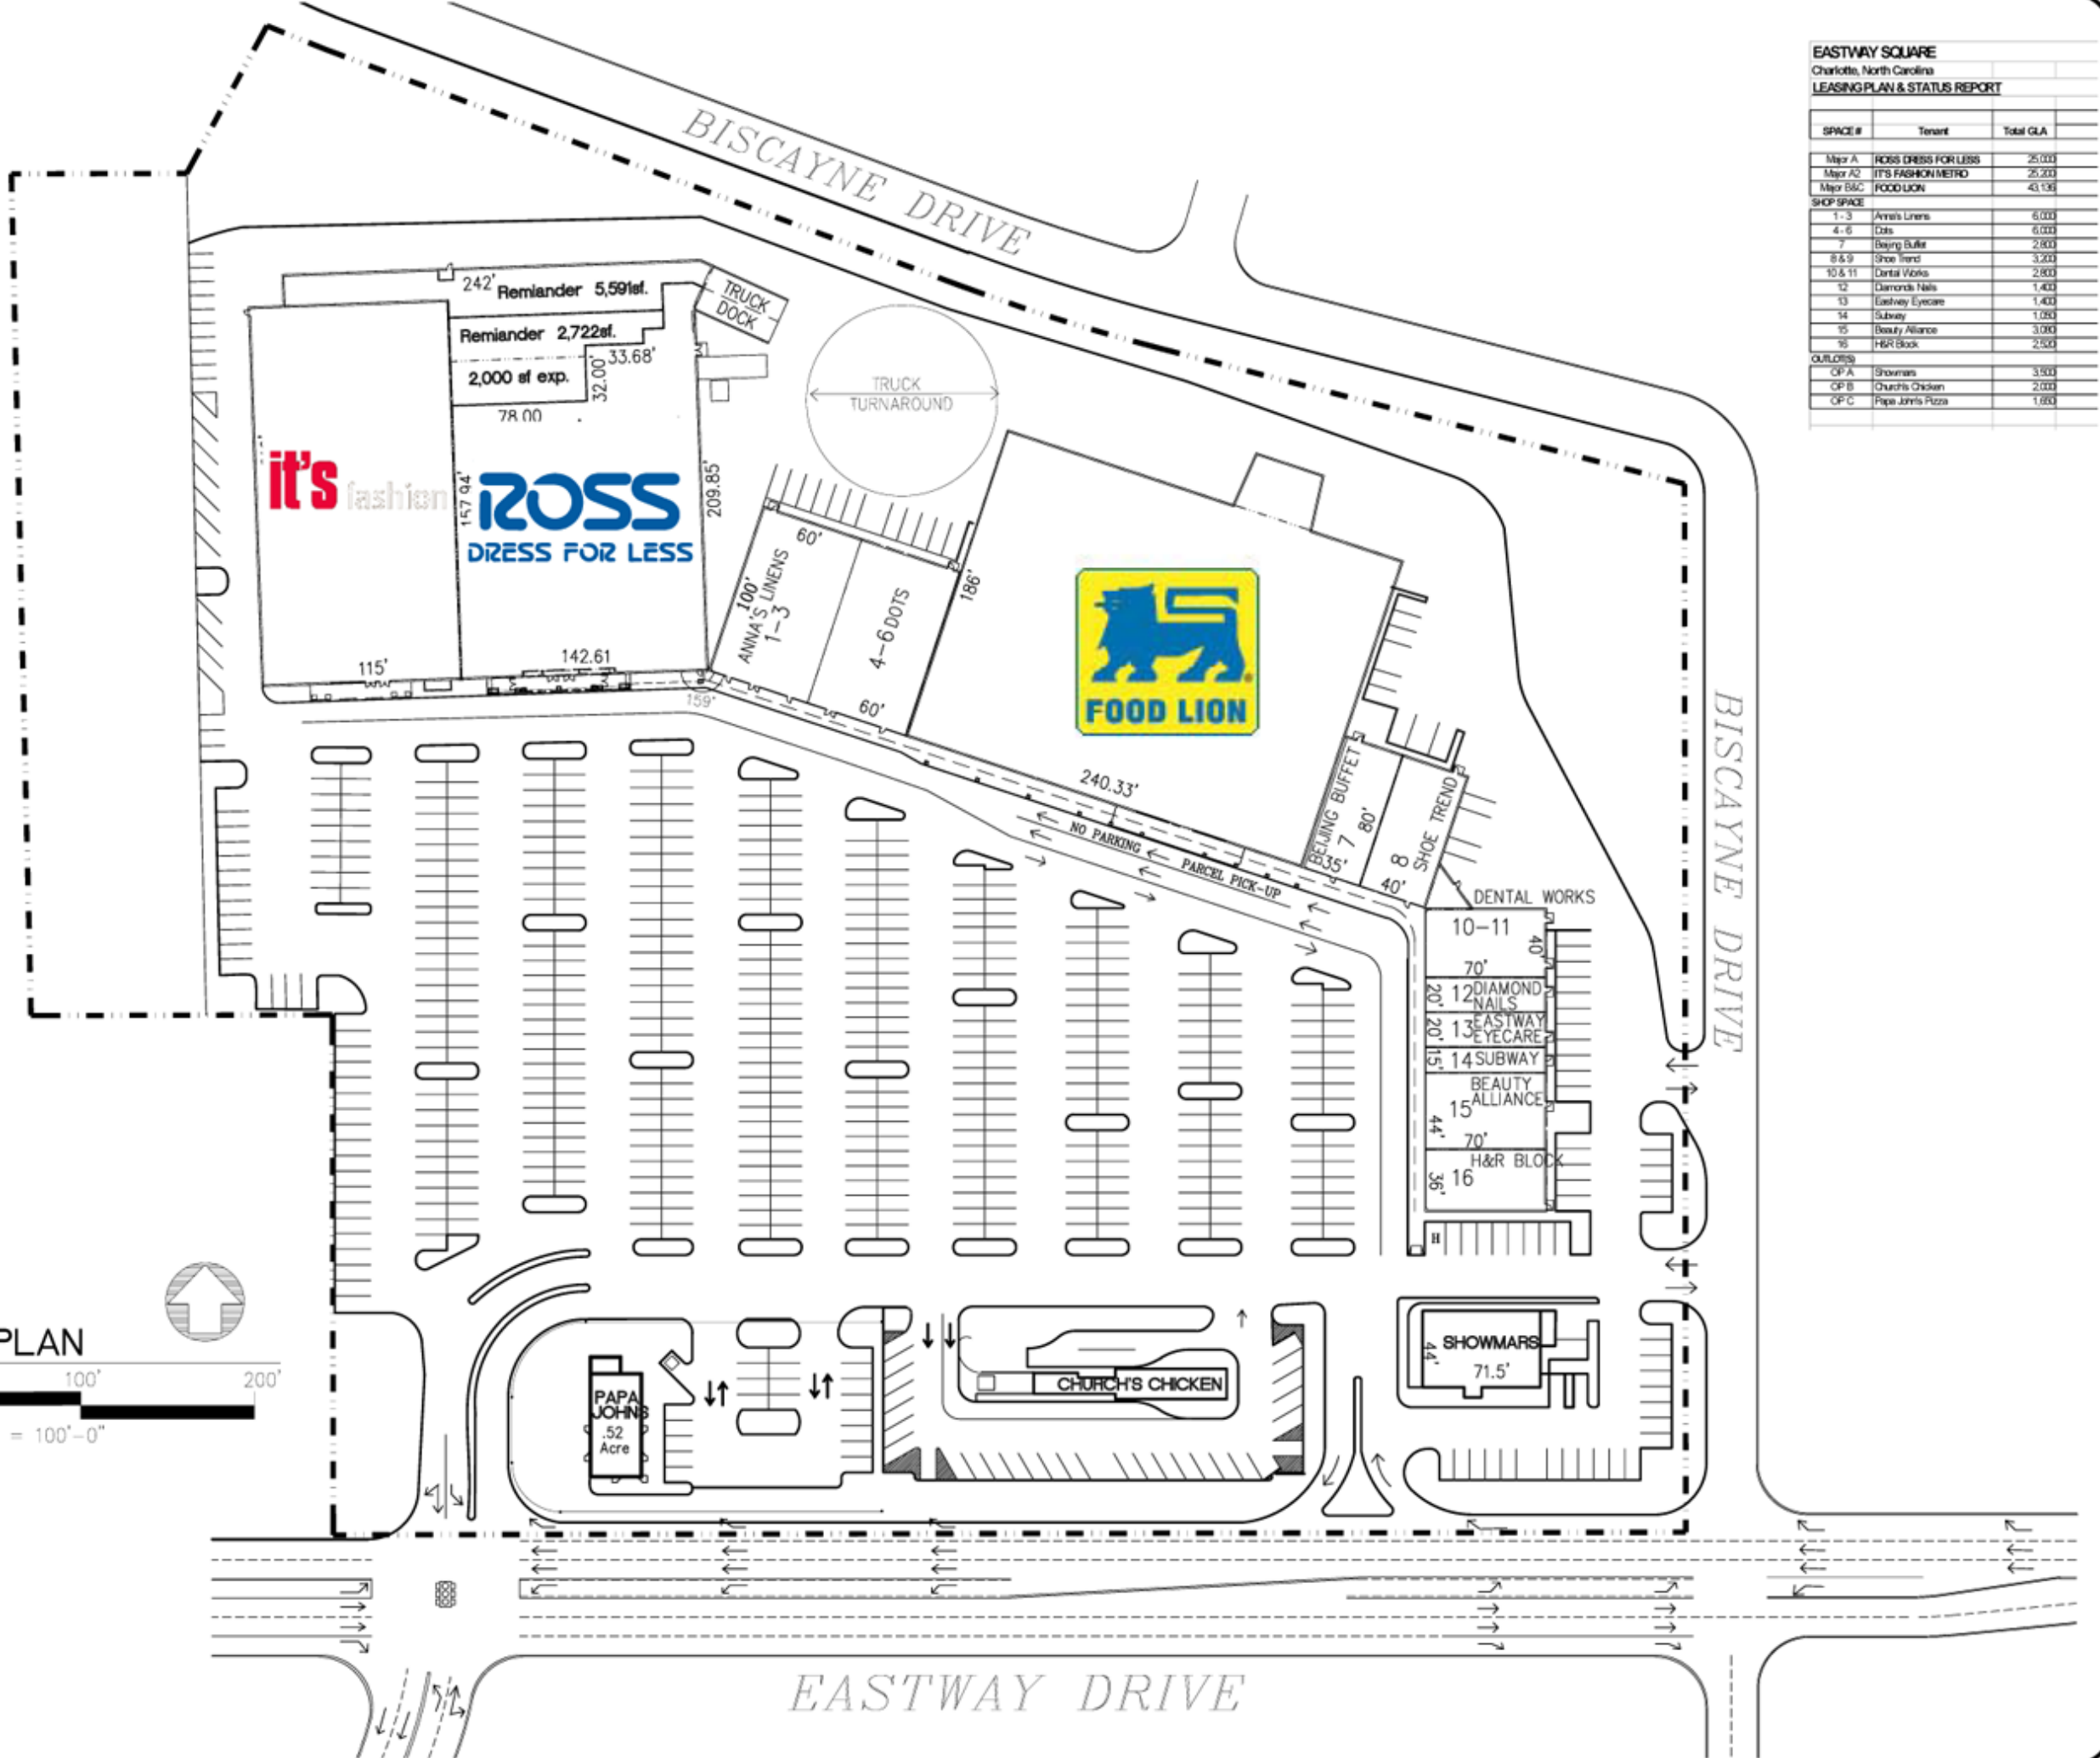 EASTWAY SQUARE
Charlotte, North Carolina
LEASING PLAN & STATUS REPORT
SPACE # Tenant Total GLA
Major A ROSS DRESS FOR LESS 25,000
Major A2 IT'S FASHION METRO 25,200
Major B&C FOOD LION 43,136
SHOP SPACE
1 - 3 Anna's Linens 6,000
4 - 6 Dots 6,000
7 Beijing Buffet 2,800
8 & 9 Shoe Trend 3,200
10 & 11 Dental Works 2,800
12 Diamonds Nails 1,400
13 Eastway Eyecare 1,400
14 Subway 1,050
15 Beauty Alliance 3,080
16 H&R Block 2,520
OUTLOT(S)
OP A Showmars 3,500
OP B Church's Chicken 2,000
OP C Papa John's Pizza 1,650
BISCAYNE DRIVE
242' Remiander 5,591sf.
TRUCK
DOCK
Remiander 2,722sf.
33.68'
32.00'
2,000 sf exp.
78.00
TRUCK
TURNAROUND
it's fashion
157.94'
ROSS
DRESS FOR LESS
209.85'
115'
142.61
159'
60'
100'
ANNA'S LINENS
1-3
4-6 DOTS
60'
186'
FOOD LION
240.33'
NO PARKING
PARCEL PICK-UP
BEIJING BUFFET
7
80'
35'
8
SHOE TREND
40'
BISCAYNE DRIVE
DENTAL WORKS
10-11
40'
70'
20' 12 DIAMOND
NAILS
20' 13 EASTWAY
EYECARE
15' 14 SUBWAY
BEAUTY
ALLIANCE
15
44'
70'
H&R BLOCK
36' 16
H
PLAN
100' 200'
= 100'-0"
PAPA
JOHNS
.52
Acre
CHURCH'S CHICKEN
SHOWMARS
44'
71.5'
EASTWAY DRIVE